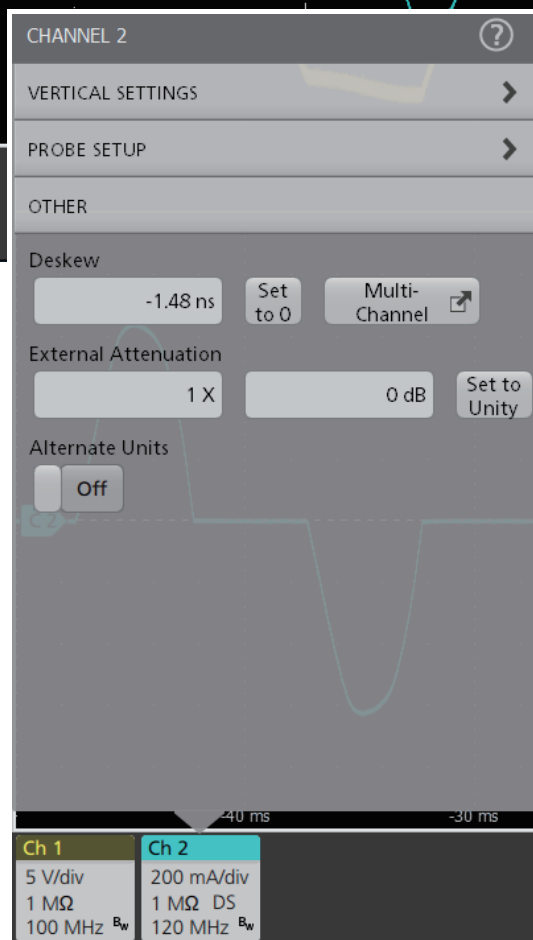 CHANNEL 2 ?
VERTICAL SETTINGS
PROBE SETUP
OTHER
Deskew
-1.48 ns
Set
to 0
Multi-
Channel
External Attenuation
1 X
0 dB
Set to
Unity
Alternate Units
Off
C 2
-40 ms -30 ms
Ch 1
5 V/div
1 MΩ
100 MHz Bw
Ch 2
200 mA/div
1 MΩ DS
120 MHz Bw